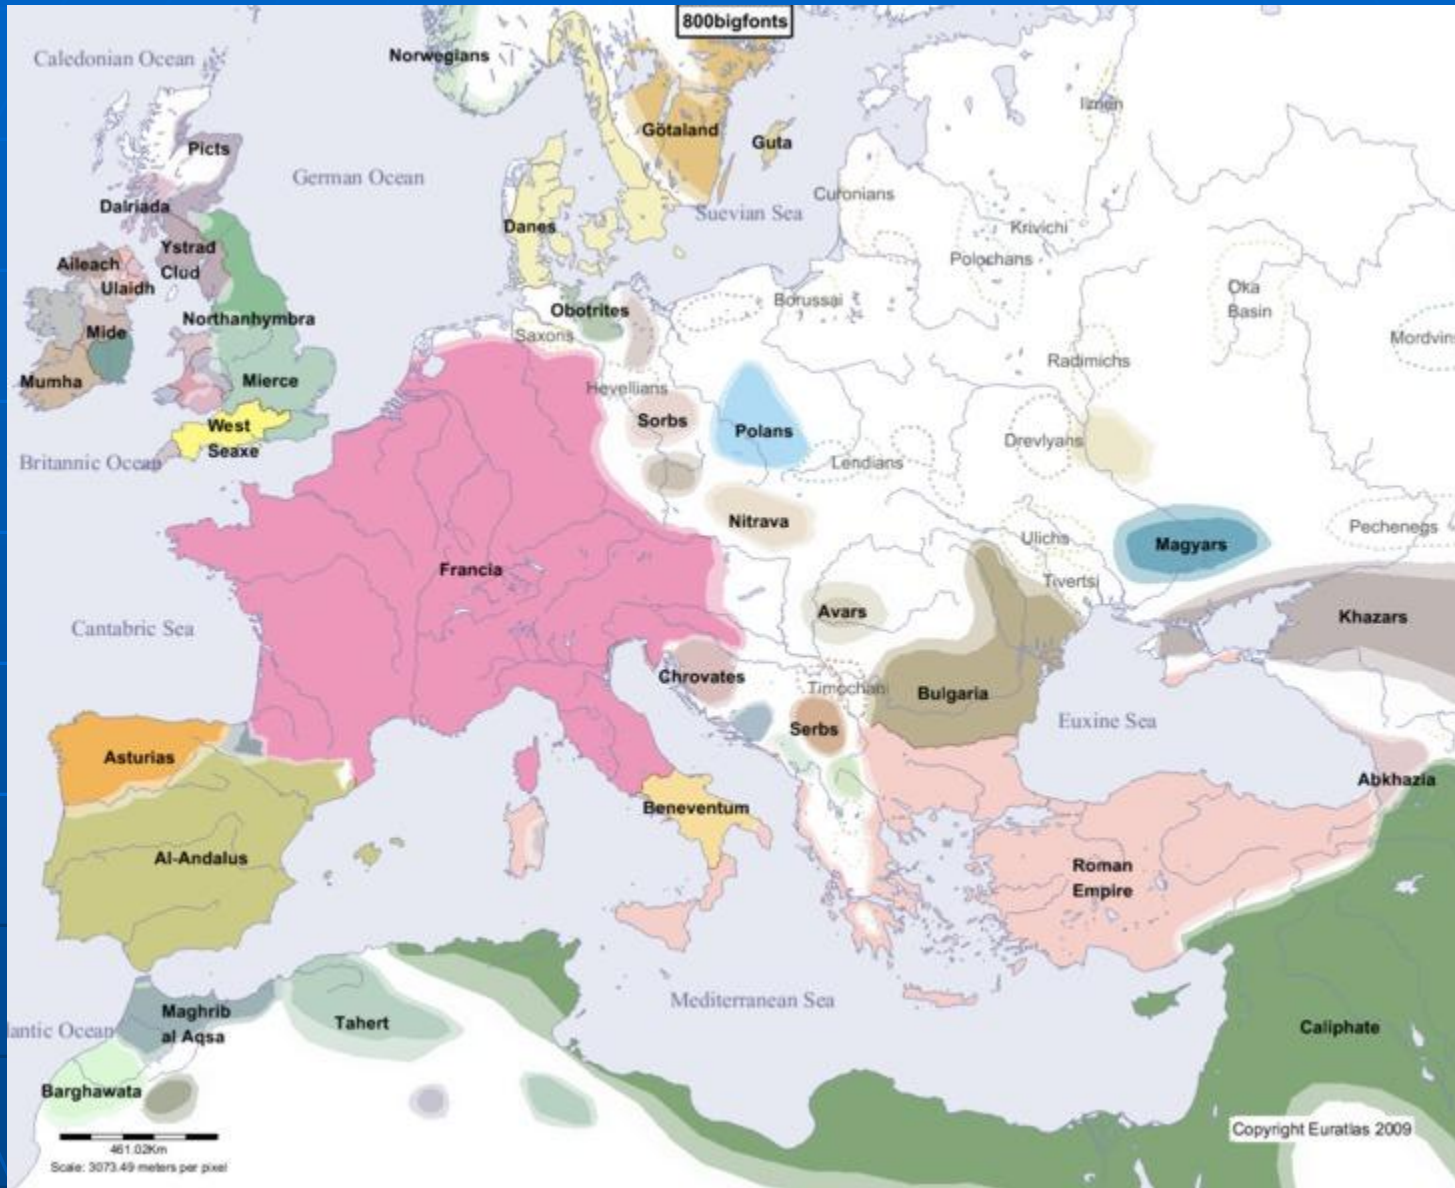 800bigfonts
Caledonian Ocean
Norwegians
Ilmen
Götaland
Guta
Picts
German Ocean
Curonians
Suevian Sea
Dalriada
Danes
Krivichi
Ystrad
Clud
Polochans
Aileach
Ulaidh
Oka
Basin
Borussai
Obotrites
Northanhymbra
Mide
Saxons
Mordvins
Radimichs
Mumha
Mierce
Hevellians
Sorbs
West
Seaxe
Polans
Drevlyans
Britannic Ocean
Lendians
Nitrava
Pechenegs
Ulichs
Magyars
Francia
Tivertsi
Avars
Khazars
Cantabric Sea
Chrovates
Timochani
Bulgaria
Serbs
Euxine Sea
Asturias
Abkhazia
Beneventum
Al-Andalus
Roman
Empire
Mediterranean Sea
Maghrib
al Aqsa
Tahert
lantic Ocean
Caliphate
Barghawata
461.02Km
Scale: 3073.49 meters per pixel
Copyright Euratlas 2009